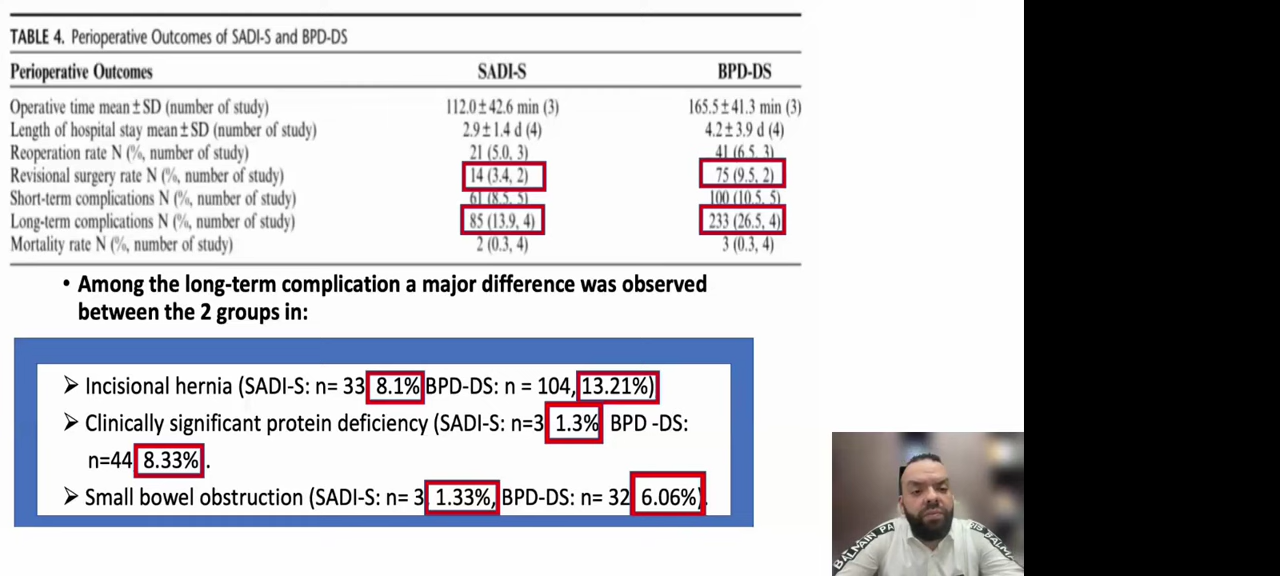 TABLE 4. Perioperative Outcomes of SADI-S and BPD-DS
Perioperative Outcomes SADI-S BPD-DS
Operative time mean ± SD (number of study) 112.0 ± 42.6 min (3) 165.5 ± 41.3 min (3)
Length of hospital stay mean ± SD (number of study) 2.9 ± 1.4 d (4) 4.2 ± 3.9 d (4)
Reoperation rate N (%, number of study) 21 (5.0, 3) 41 (6.5, 3)
Revisional surgery rate N (%, number of study) 14 (3.4, 2) 75 (9.5, 2)
Short-term complications N (%, number of study) 61 (8.5, 5) 100 (10.5, 5)
Long-term complications N (%, number of study) 85 (13.9, 4) 233 (26.5, 4)
Mortality rate N (%, number of study) 2 (0.3, 4) 3 (0.3, 4)
• Among the long-term complication a major difference was observed
between the 2 groups in:
➢ Incisional hernia (SADI-S: n= 33 8.1% BPD-DS: n = 104, 13.21%)
➢ Clinically significant protein deficiency (SADI-S: n=3 1.3% BPD -DS:
n=44 8.33% .
➢ Small bowel obstruction (SADI-S: n= 3 1.33%, BPD-DS: n= 32 6.06%).
BALMAIN PA
IS BALM